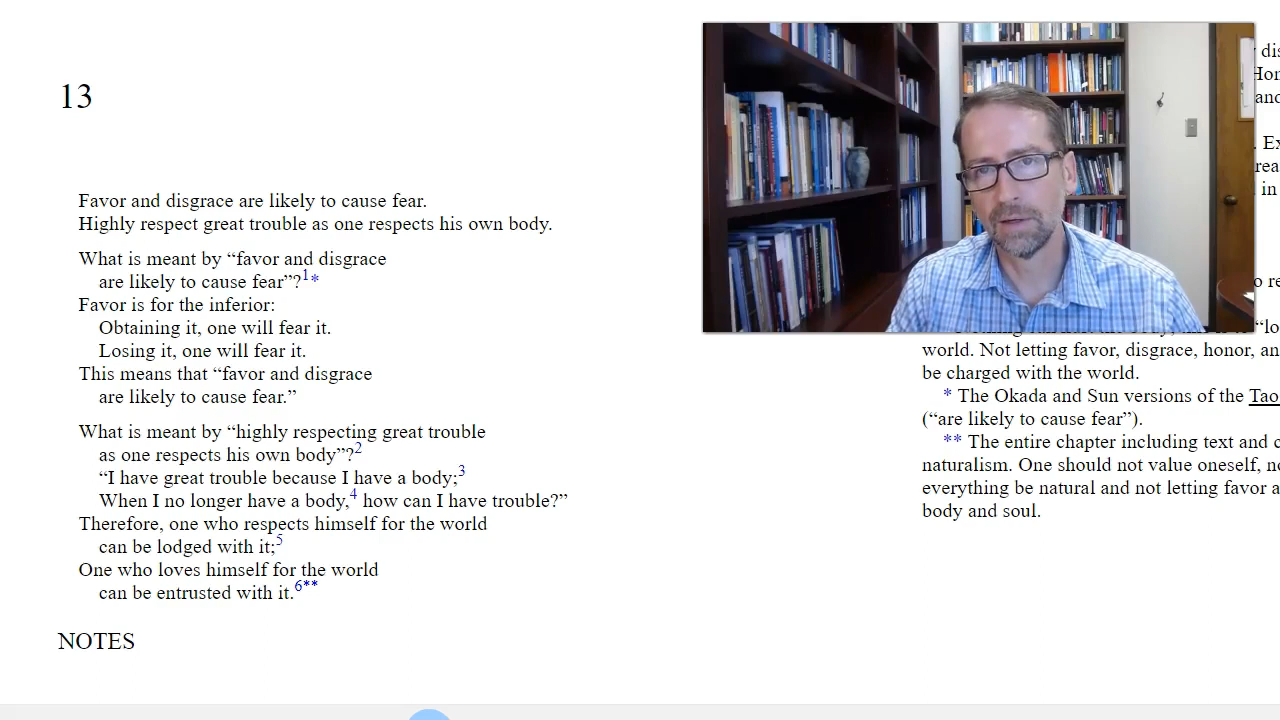 13
Favor and disgrace are likely to cause fear.
Highly respect great trouble as one respects his own body.
What is meant by “favor and disgrace
are likely to cause fear”?1*
Favor is for the inferior:
Obtaining it, one will fear it.
Losing it, one will fear it.
This means that “favor and disgrace
are likely to cause fear.”
What is meant by “highly respecting great trouble
as one respects his own body”?2
“I have great trouble because I have a body;3
When I no longer have a body,4 how can I have trouble?”
Therefore, one who respects himself for the world
can be lodged with it;5
One who loves himself for the world
can be entrusted with it.6**
NOTES
world. Not letting favor, disgrace, honor, an
be charged with the world.
* The Okada and Sun versions of the Tao
(“are likely to cause fear”).
** The entire chapter including text and c
naturalism. One should not value oneself, no
everything be natural and not letting favor a
body and soul.